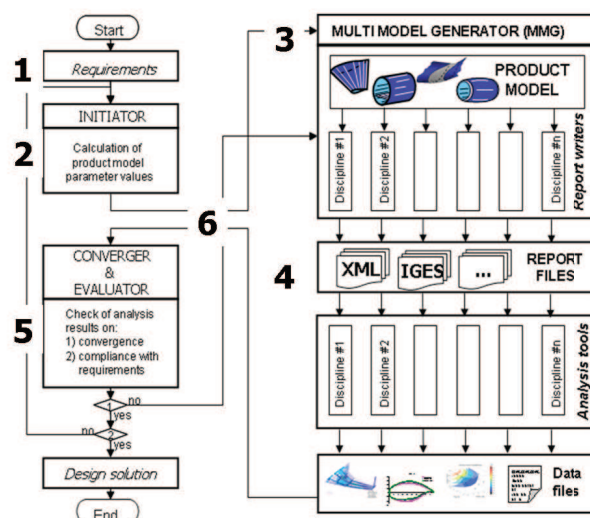 Start
1
Requirements
INITIATOR
2
Calculation of
product model
parameter values
6
CONVERGER
&
EVALUATOR
5
Check of analysis
results on:
1) convergence
2) compliance with
requirements
1
no
yes
no
2
yes
Design solution
End
3
MULTI MODEL GENERATOR (MMG)
PRODUCT
MODEL
Discipline #1
Discipline #2
Discipline #n
Report writers
4
XML
IGES
...
REPORT
FILES
Discipline #1
Discipline #2
Discipline #n
Analysis tools
Data
files